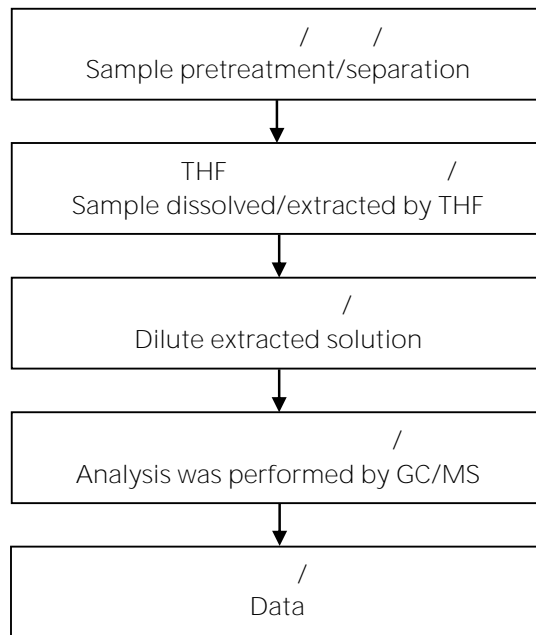 / /
Sample pretreatment/separation
THF /
Sample dissolved/extracted by THF
/
Dilute extracted solution
/
Analysis was performed by GC/MS
/
Data